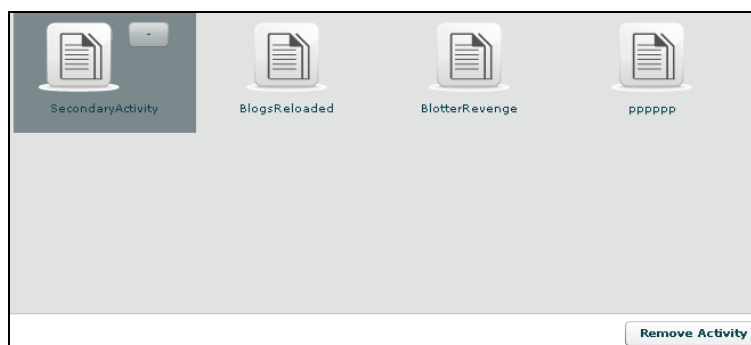 -
SecondaryActivity
BlogsReloaded
BlotterRevenge
pppppp
Remove Activity